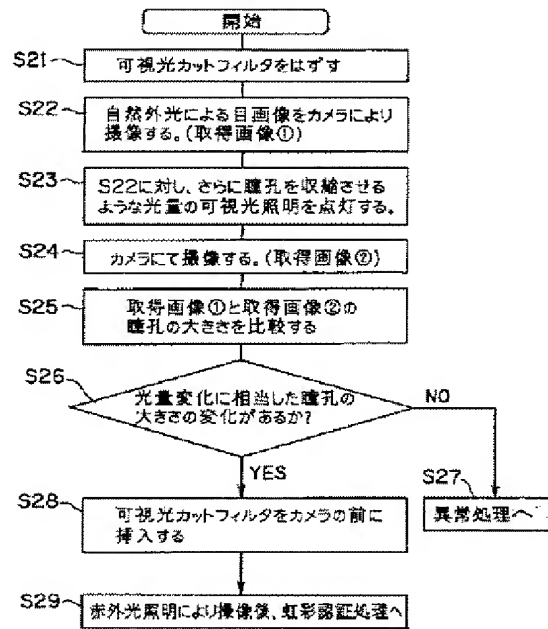 開始
S21
可視光カットフィルタをはずす
S22
自然外光による目画像をカメラにより
撮像する。(取得画像①)
S23
S22に対し、さらに瞳孔を収縮させる
ような光量の可視光照明を点灯する。
S24
カメラにて撮像する。(取得画像②)
S25
取得画像①と取得画像②の
瞳孔の大きさを比較する
S26
光量変化に相当した瞳孔の
大きさの変化があるか?
NO
YES
S27
異常処理へ
S28
可視光カットフィルタをカメラの前に
挿入する
S29
赤外光照明により撮像後、虹彩認証処理へ